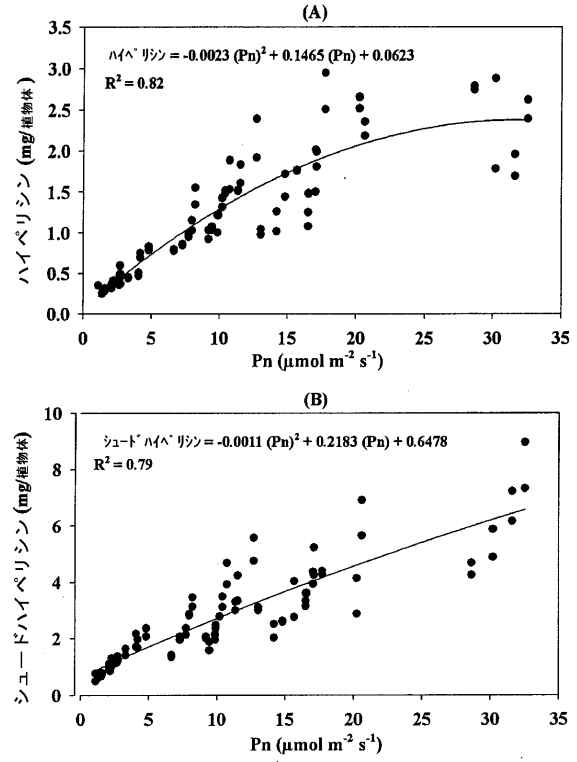 (A)
ハイペリシン = -0.0023 (Pn)² + 0.1465 (Pn) + 0.0623
R² = 0.82
ハイペリシン (mg/植物体)
3.5
3.0
2.5
2.0
1.5
1.0
0.5
0.0
0 5 10 15 20 25 30 35
Pn (µmol m⁻² s⁻¹)
(B)
シュードハイペリシン = -0.0011 (Pn)² + 0.2183 (Pn) + 0.6478
R² = 0.79
シュードハイペリシン (mg/植物体)
10
8
6
4
2
0
0 5 10 15 20 25 30 35
Pn (µmol m⁻² s⁻¹)